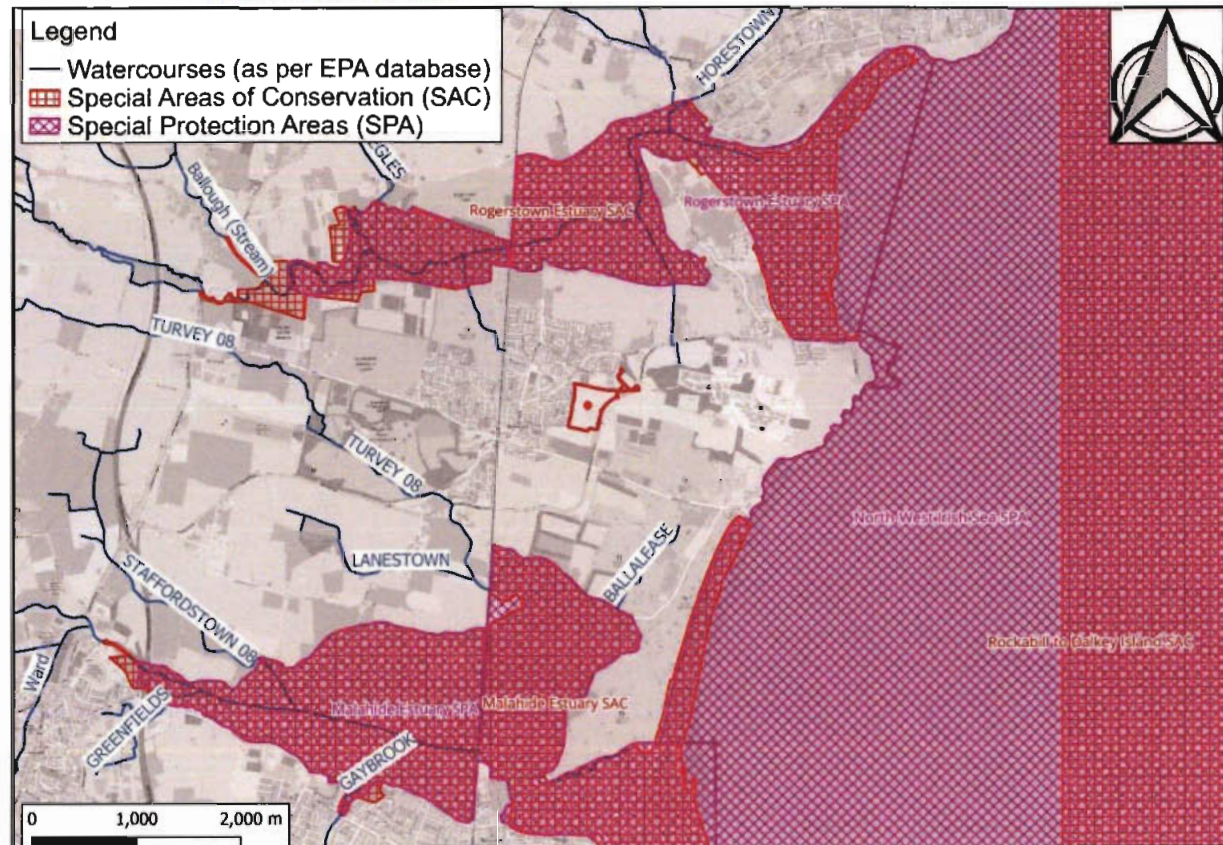 Legend
Watercourses (as per EPA database)
Special Areas of Conservation (SAC)
Special Protection Areas (SPA)
HORESTOWN
EGLES
Ballough (Stream)
Rogerstown Estuary SAC
Rogerstown Estuary SPA
TURVEY 08
TURVEY 08
LANESTOWN
BALLALEASE
North West Irish Sea SPA
STAFFORDSTOWN 08
Rockabill to Dalkey Island SAC
Ward
GREENFIELDS
Malahide Estuary SPA
Malahide Estuary SAC
GAYBROOK
0 1,000 2,000 m